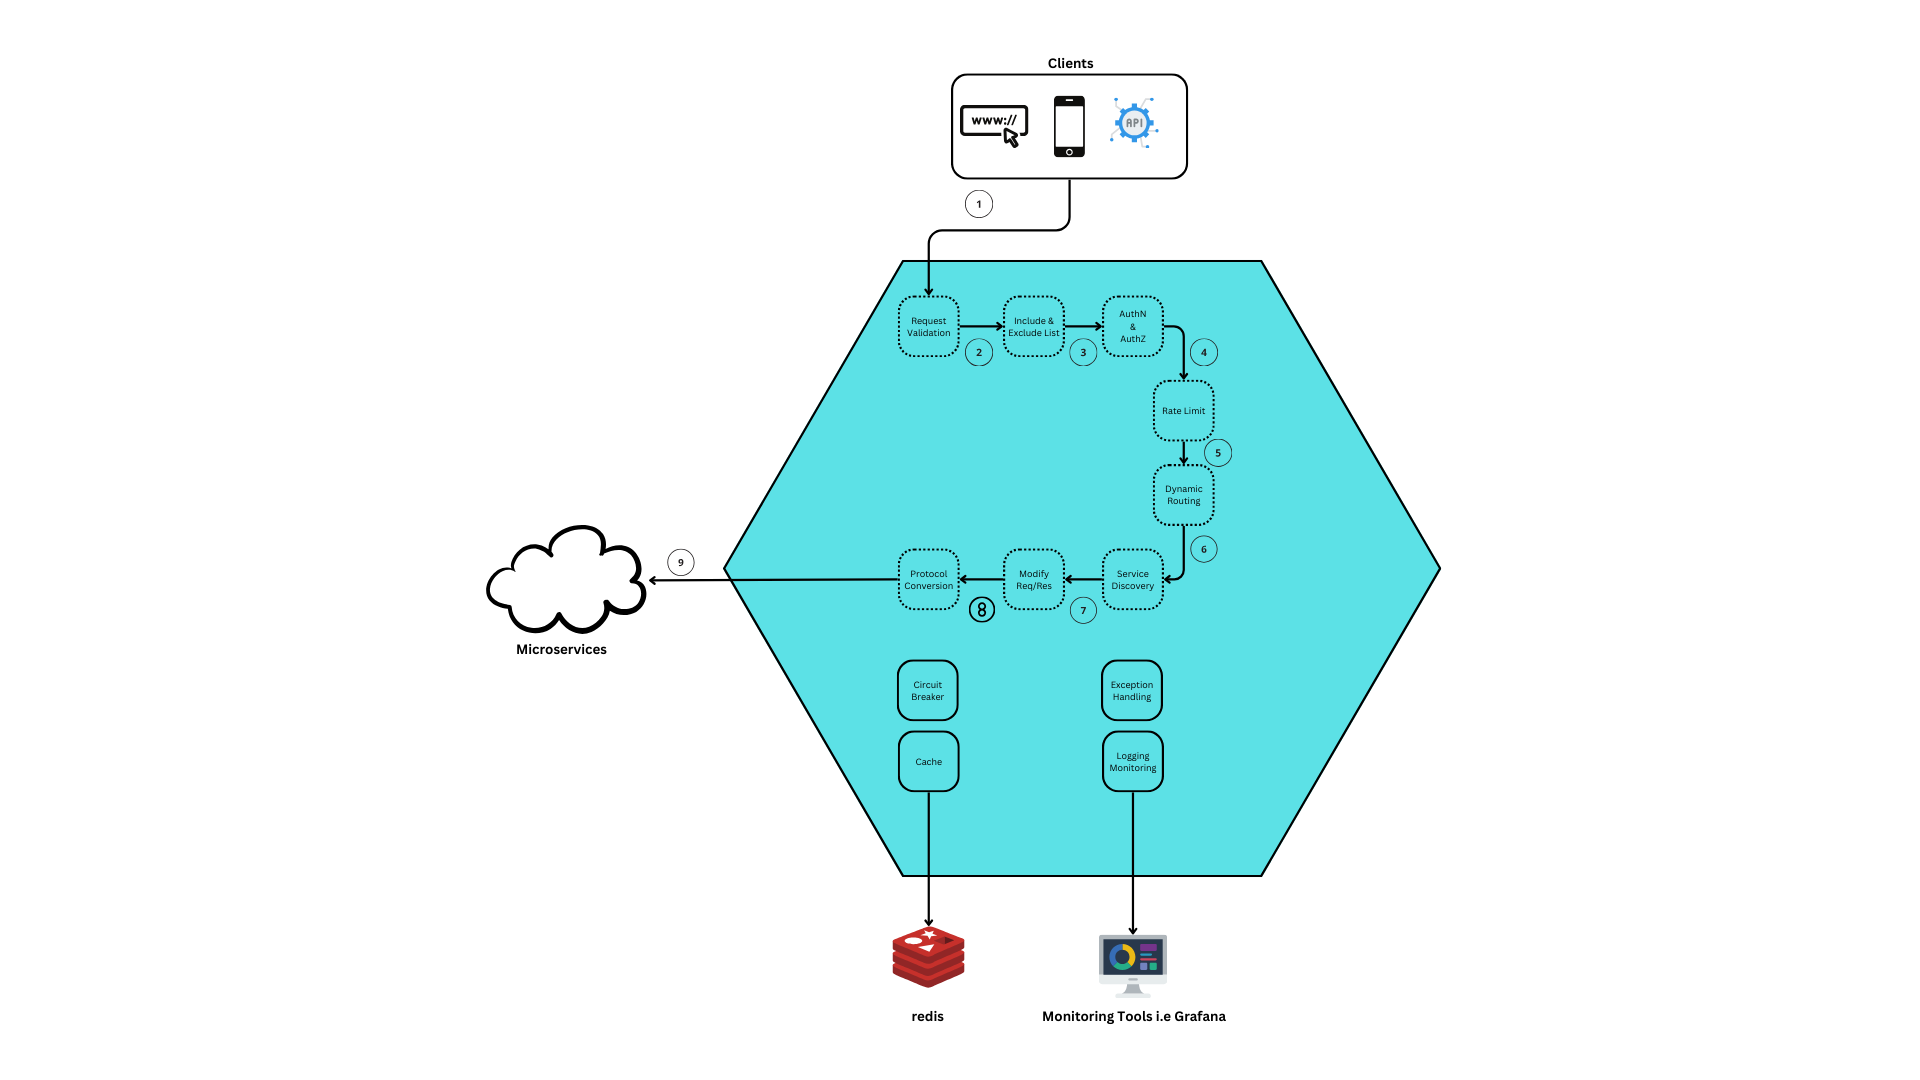 Clients
www://
API
1
Request
Validation
Include &
Exclude List
AuthN
&
AuthZ
2
3
4
Rate Limit
5
Dynamic
Routing
6
9
Protocol
Conversion
Modify
Req/Res
Service
Discovery
8
7
Microservices
Circuit
Breaker
Exception
Handling
Cache
Logging
Monitoring
redis
Monitoring Tools i.e Grafana